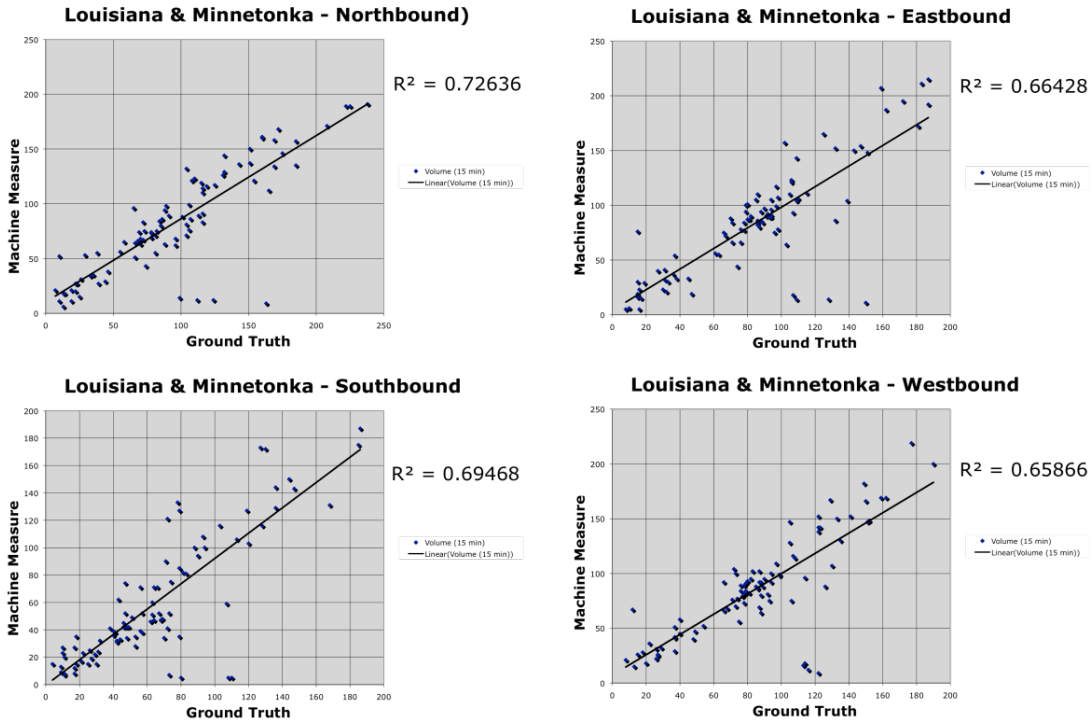 Louisiana & Minnetonka - Northbound)
250
200
150
100
50
0
0 50 100 150 200 250
Machine Measure
Ground Truth
R² = 0.72636
Volume (15 min)
Linear(Volume (15 min))
Louisiana & Minnetonka - Eastbound
250
200
150
100
50
0
0 20 40 60 80 100 120 140 160 180 200
Machine Measure
Ground Truth
R² = 0.66428
Volume (15 min)
Linear(Volume (15 min))
Louisiana & Minnetonka - Southbound
200
180
160
140
120
100
80
60
40
20
0
0 20 40 60 80 100 120 140 160 180 200
Machine Measure
Ground Truth
R² = 0.69468
Volume (15 min)
Linear(Volume (15 min))
Louisiana & Minnetonka - Westbound
250
200
150
100
50
0
0 20 40 60 80 100 120 140 160 180 200
Machine Measure
Ground Truth
R² = 0.65866
Volume (15 min)
Linear(Volume (15 min))